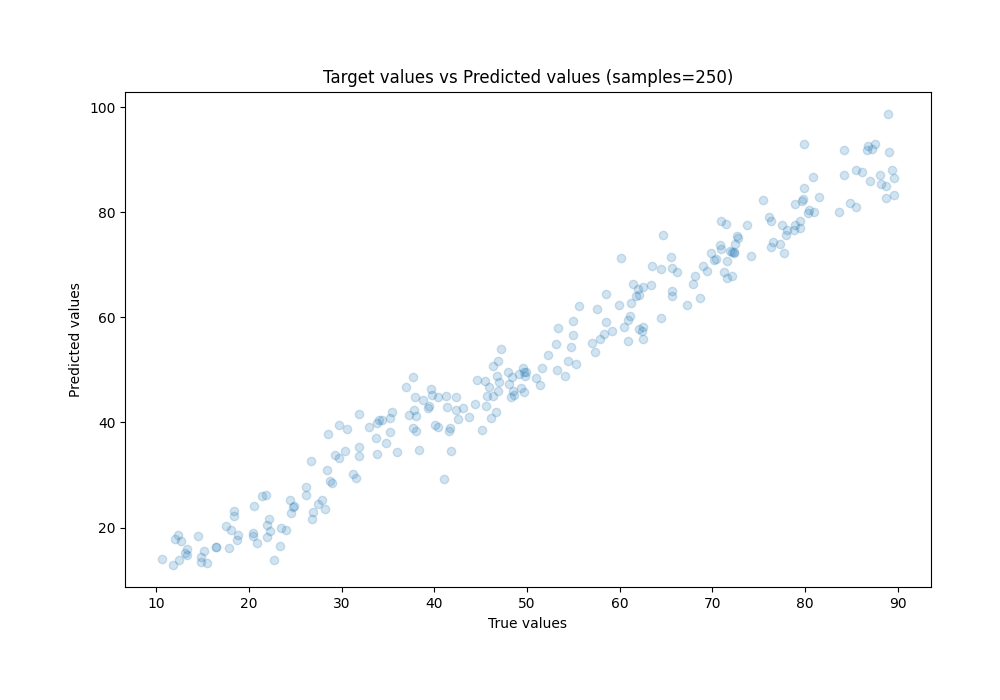 Target values vs Predicted values (samples=250)
100
80
60
40
20
Predicted values
10 20 30 40 50 60 70 80 90
True values